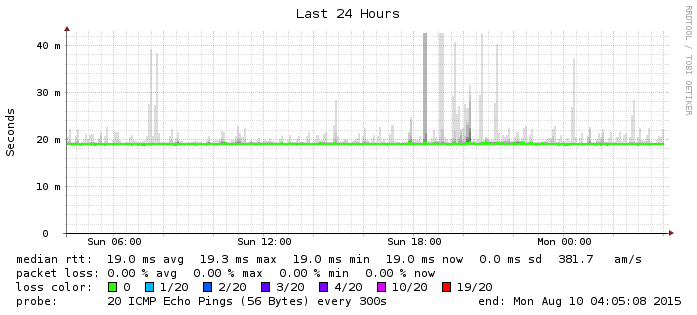 Last 24 Hours
RRDTOOL / TOBI OETIKER
Seconds
40 m
30 m
20 m
10 m
0
Sun 06:00 Sun 12:00 Sun 18:00 Mon 00:00
median rtt: 19.0 ms avg 19.3 ms max 19.0 ms min 19.0 ms now 0.0 ms sd 381.7 am/s
packet loss: 0.00 % avg 0.00 % max 0.00 % min 0.00 % now
loss color: 0 1/20 2/20 3/20 4/20 10/20 19/20
probe: 20 ICMP Echo Pings (56 Bytes) every 300s end: Mon Aug 10 04:05:08 2015